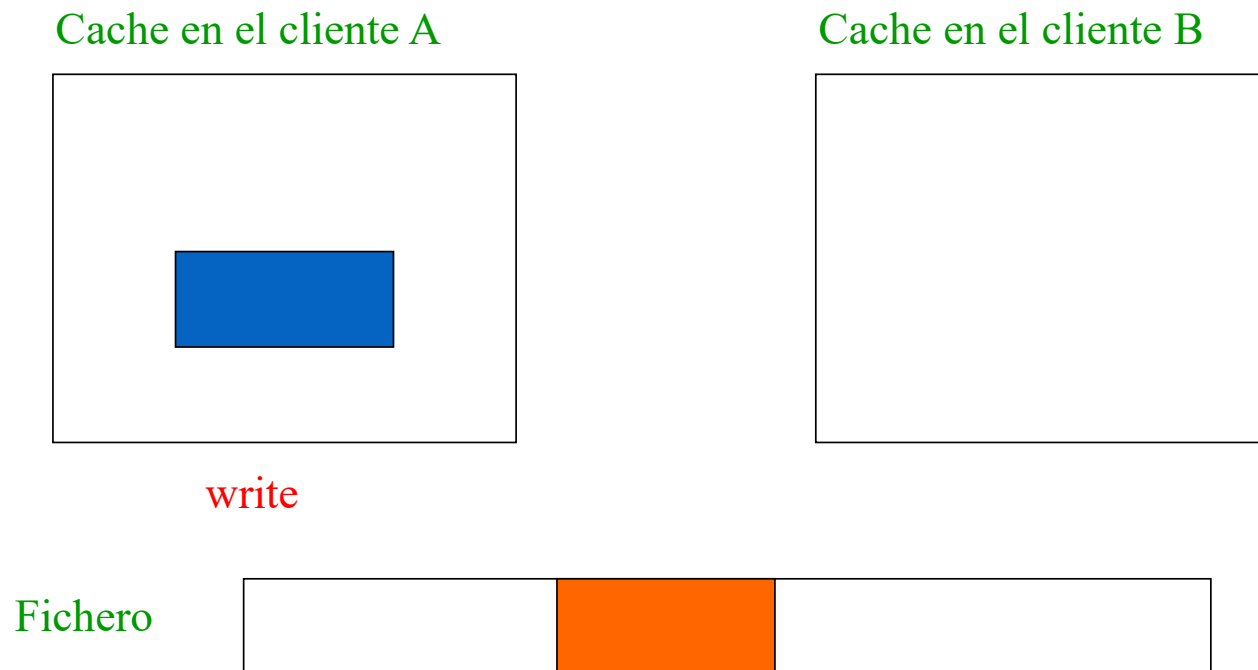 Cache en el cliente A
Cache en el cliente B
write
Fichero